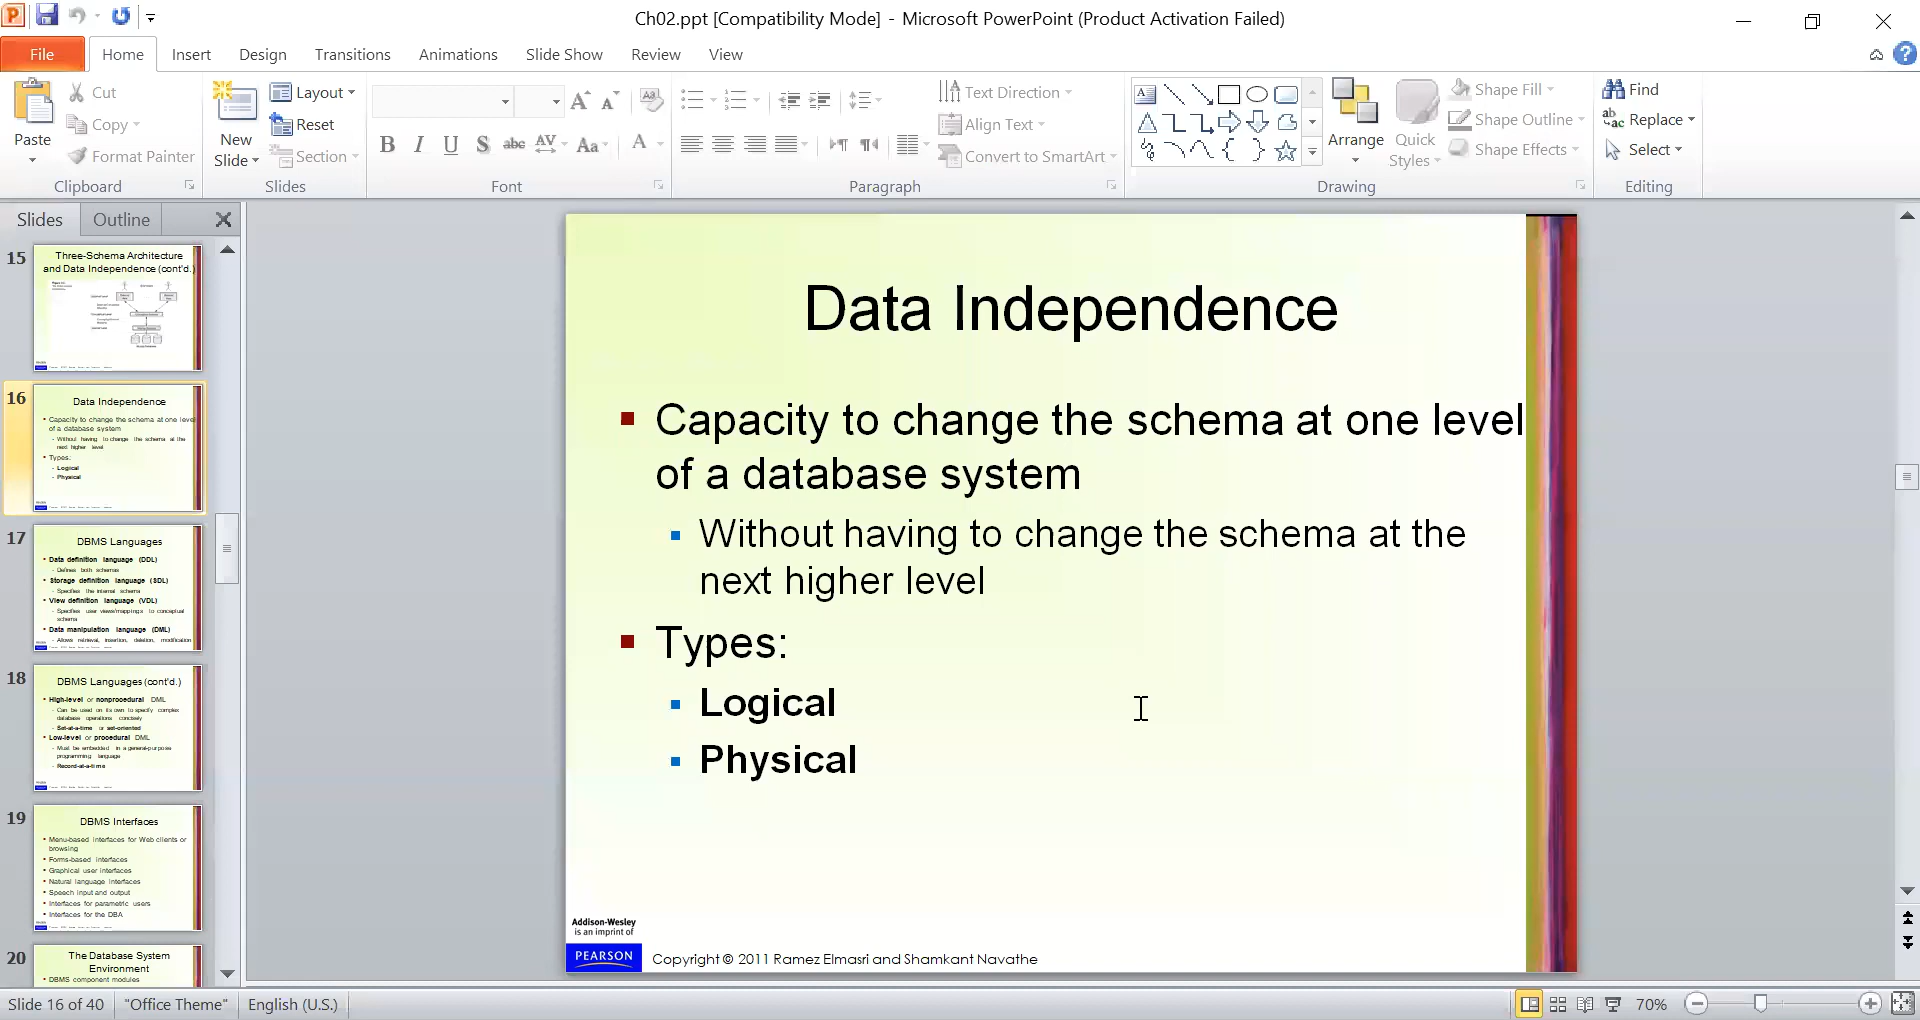 Ch02.ppt [Compatibility Mode] - Microsoft PowerPoint (Product Activation Failed)
File Home Insert Design Transitions Animations Slide Show Review View
Paste
Cut
Copy
Format Painter
Clipboard
New
Slide
Layout
Reset
Section
Slides
B I U S abc AV Aa A
Font
Text Direction
Align Text
Convert to SmartArt
Paragraph
Arrange
Quick
Styles
Shape Fill
Shape Outline
Shape Effects
Drawing
Find
Replace
Select
Editing
Slides Outline
15
Three-Schema Architecture
and Data Independence (cont'd.)
16
Data Independence
Capacity to change the schema at one level
of a database system
Without having to change the schema at the
next higher level
Types:
Logical
Physical
17
DBMS Languages
Data definition language (DDL)
Defines both schemas
Storage definition language (SDL)
Specifies the internal schema
View definition language (VDL)
Specifies user views/mappings to conceptual
schema
Data manipulation language (DML)
Allows retrieval, insertion, deletion, modification
18
DBMS Languages (cont'd.)
High-level or nonprocedural DML
Can be used on its own to specify complex
database operations concisely
Set-at-a-time or set-oriented
Low-level or procedural DML
Must be embedded in a general-purpose
programming language
Record-at-a-time
19
DBMS Interfaces
Menu-based interfaces for Web clients or
browsing
Forms-based interfaces
Graphical user interfaces
Natural language interfaces
Speech input and output
Interfaces for parametric users
Interfaces for the DBA
20
The Database System
Environment
DBMS component modules
Data Independence
Capacity to change the schema at one level
of a database system
Without having to change the schema at the
next higher level
Types:
Logical
Physical
Addison-Wesley
is an imprint of
PEARSON
Copyright © 2011 Ramez Elmasri and Shamkant Navathe
Slide 16 of 40 "Office Theme" English (U.S.) 70%